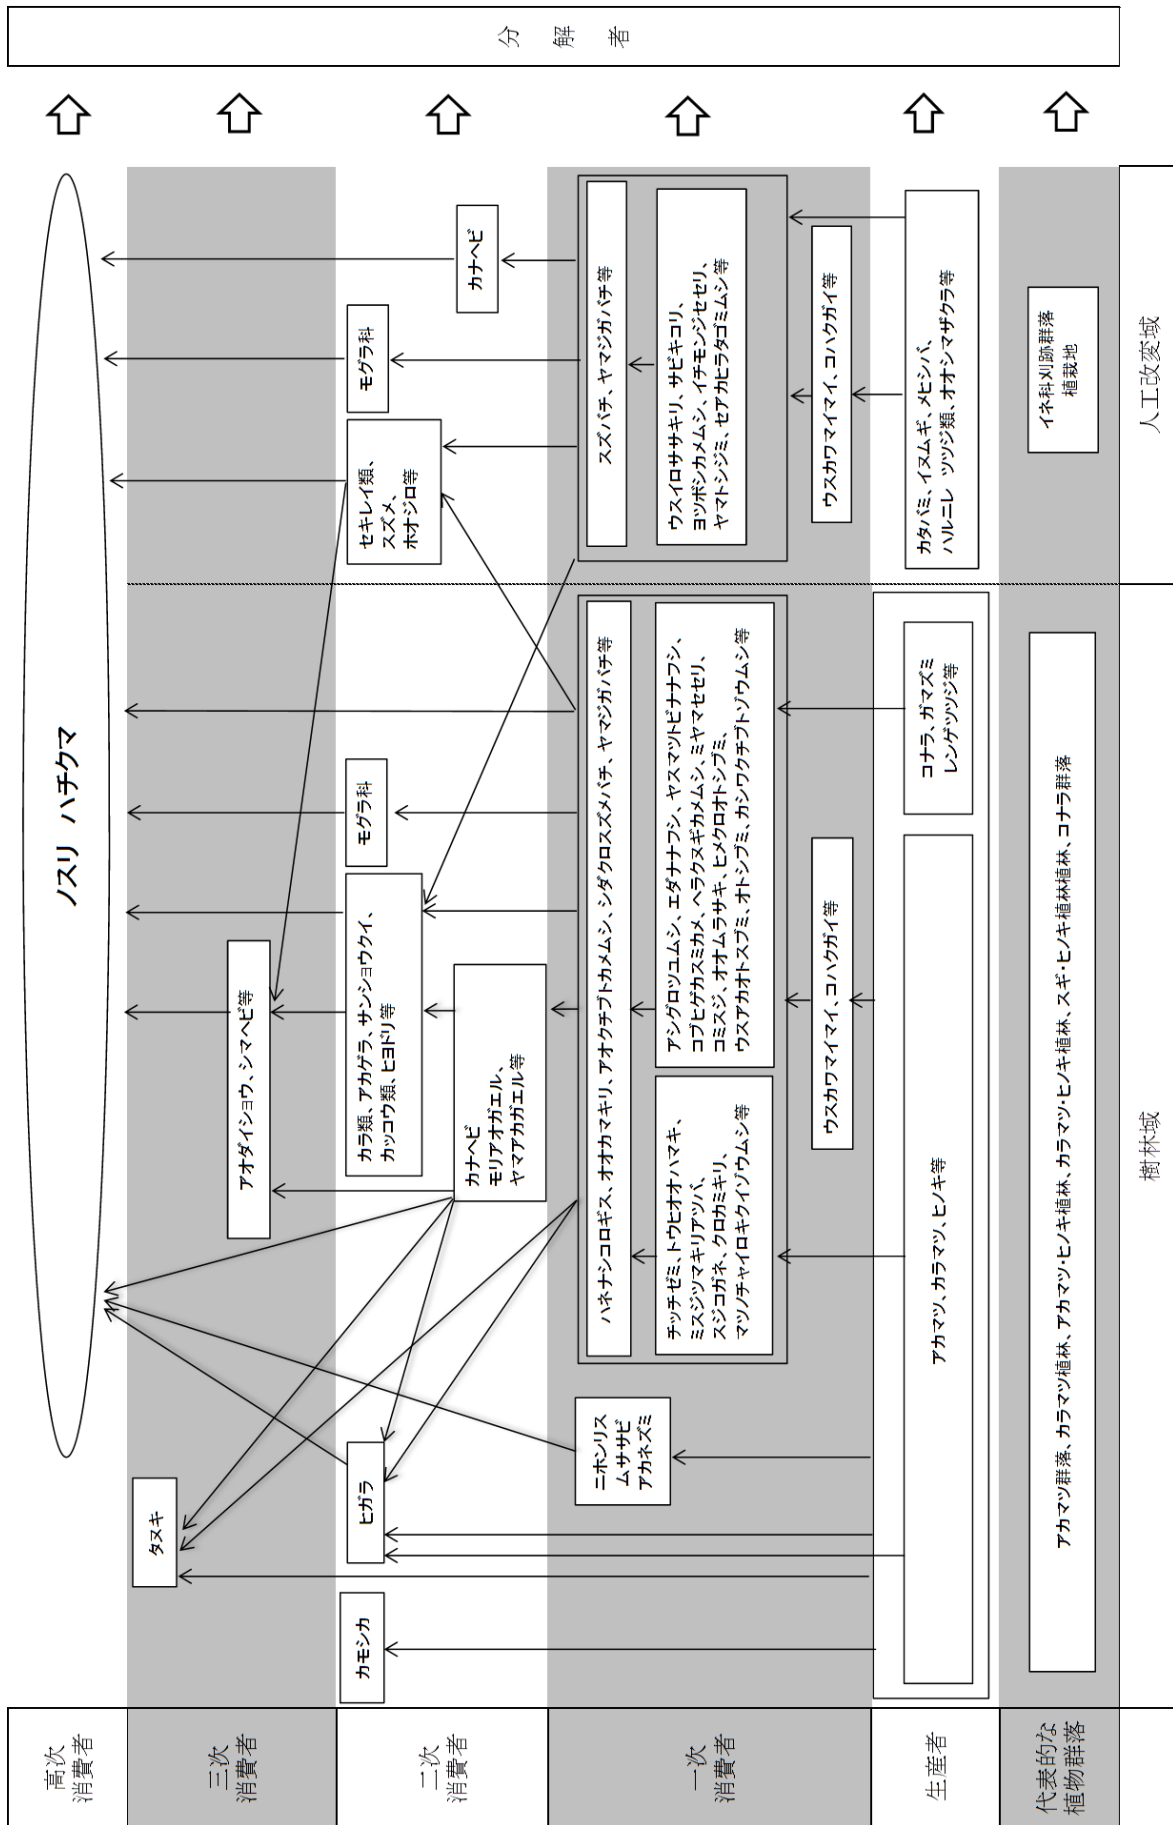 分解者
高次
消費者
ノスリ ハチクマ
三次
消費者
タヌキ
アオダイショウ、シマヘビ等
二次
消費者
カモシカ
ヒガラ
カナヘビ
モリアオガエル、
ヤマアカガエル等
カラ類、アカゲラ、サンショウクイ、
カッコウ類、ヒヨドリ等
モグラ科
セキレイ類、
スズメ、
ホオジロ等
モグラ科
カナヘビ
一次
消費者
ニホンリス
ムササビ
アカネズミ
ハネナシコロギス、オオカマキリ、アオクチブトカメムシ、シダクロスズメバチ、ヤマジガバチ等
チッチゼミ、トウヒオオハマキ、
ミスジツマキリアツバ、
スジコガネ、クロカミキリ、
マツノチャイロキクイゾウムシ等
アシグロツユムシ、エダナナフシ、ヤスマツトビナナフシ、
コブヒゲカスミカメ、ヘラクヌギカメムシ、ミヤマセセリ、
コミスジ、オオムラサキ、ヒメクロオトシブミ、
ウスアカオトスブミ、オトシブミ、カシワクチブトゾウムシ等
ウスカワマイマイ、コハクガイ等
スズバチ、ヤマジガバチ等
ウスイロササキリ、サビキコリ、
ヨツボシカメムシ、イチモンジセセリ、
ヤマトシジミ、セアカヒラタゴミムシ等
ウスカワマイマイ、コハクガイ等
生産者
アカマツ、カラマツ、ヒノキ等
コナラ、ガマズミ
レンゲツツジ等
カタバミ、イヌムギ、メヒシバ、
ハルニレ ツツジ類、オオシマザクラ等
代表的な
植物群落
アカマツ群落、カラマツ植林、アカマツ・ヒノキ植林、カラマツ・ヒノキ植林、スギ・ヒノキ植林植林、コナラ群落
イネ科刈跡群落
植栽地
樹林域
人工改変域